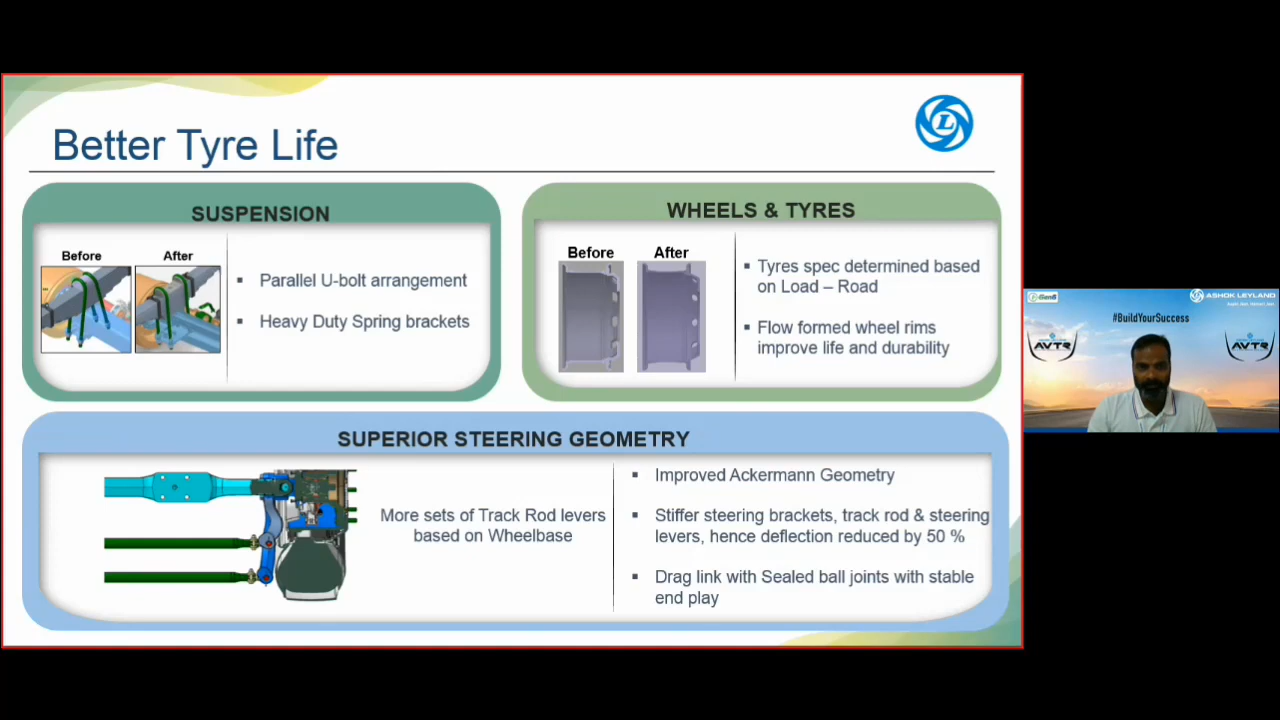 Better Tyre Life
SUSPENSION
Before
After
▪ Parallel U-bolt arrangement
▪ Heavy Duty Spring brackets
WHEELS & TYRES
Before
After
▪ Tyres spec determined based
on Load – Road
▪ Flow formed wheel rims
improve life and durability
SUPERIOR STEERING GEOMETRY
More sets of Track Rod levers
based on Wheelbase
▪ Improved Ackermann Geometry
▪ Stiffer steering brackets, track rod & steering
levers, hence deflection reduced by 50 %
▪ Drag link with Sealed ball joints with stable
end play
ASHOK LEYLAND
#BuildYourSuccess
AVTR
AVTR